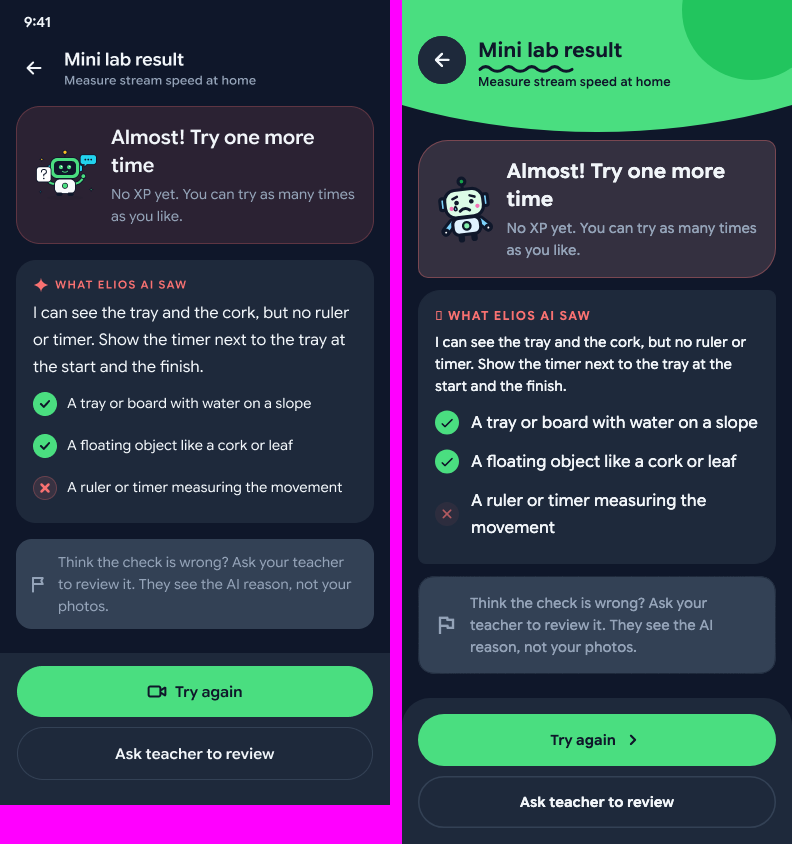 9:41
Mini lab result
Measure stream speed at home
Almost! Try one more
time
No XP yet. You can try as many times
as you like.
WHAT ELIOS AI SAW
I can see the tray and the cork, but no ruler
or timer. Show the timer next to the tray at
the start and the finish.
A tray or board with water on a slope
A floating object like a cork or leaf
A ruler or timer measuring the movement
Think the check is wrong? Ask your teacher
to review it. They see the AI reason, not your
photos.
Try again
Ask teacher to review
Mini lab result
Measure stream speed at home
Almost! Try one more
time
No XP yet. You can try as many times
as you like.
WHAT ELIOS AI SAW
I can see the tray and the cork, but no ruler or
timer. Show the timer next to the tray at the
start and the finish.
A tray or board with water on a slope
A floating object like a cork or leaf
A ruler or timer measuring the
movement
Think the check is wrong? Ask your
teacher to review it. They see the AI
reason, not your photos.
Try again
Ask teacher to review